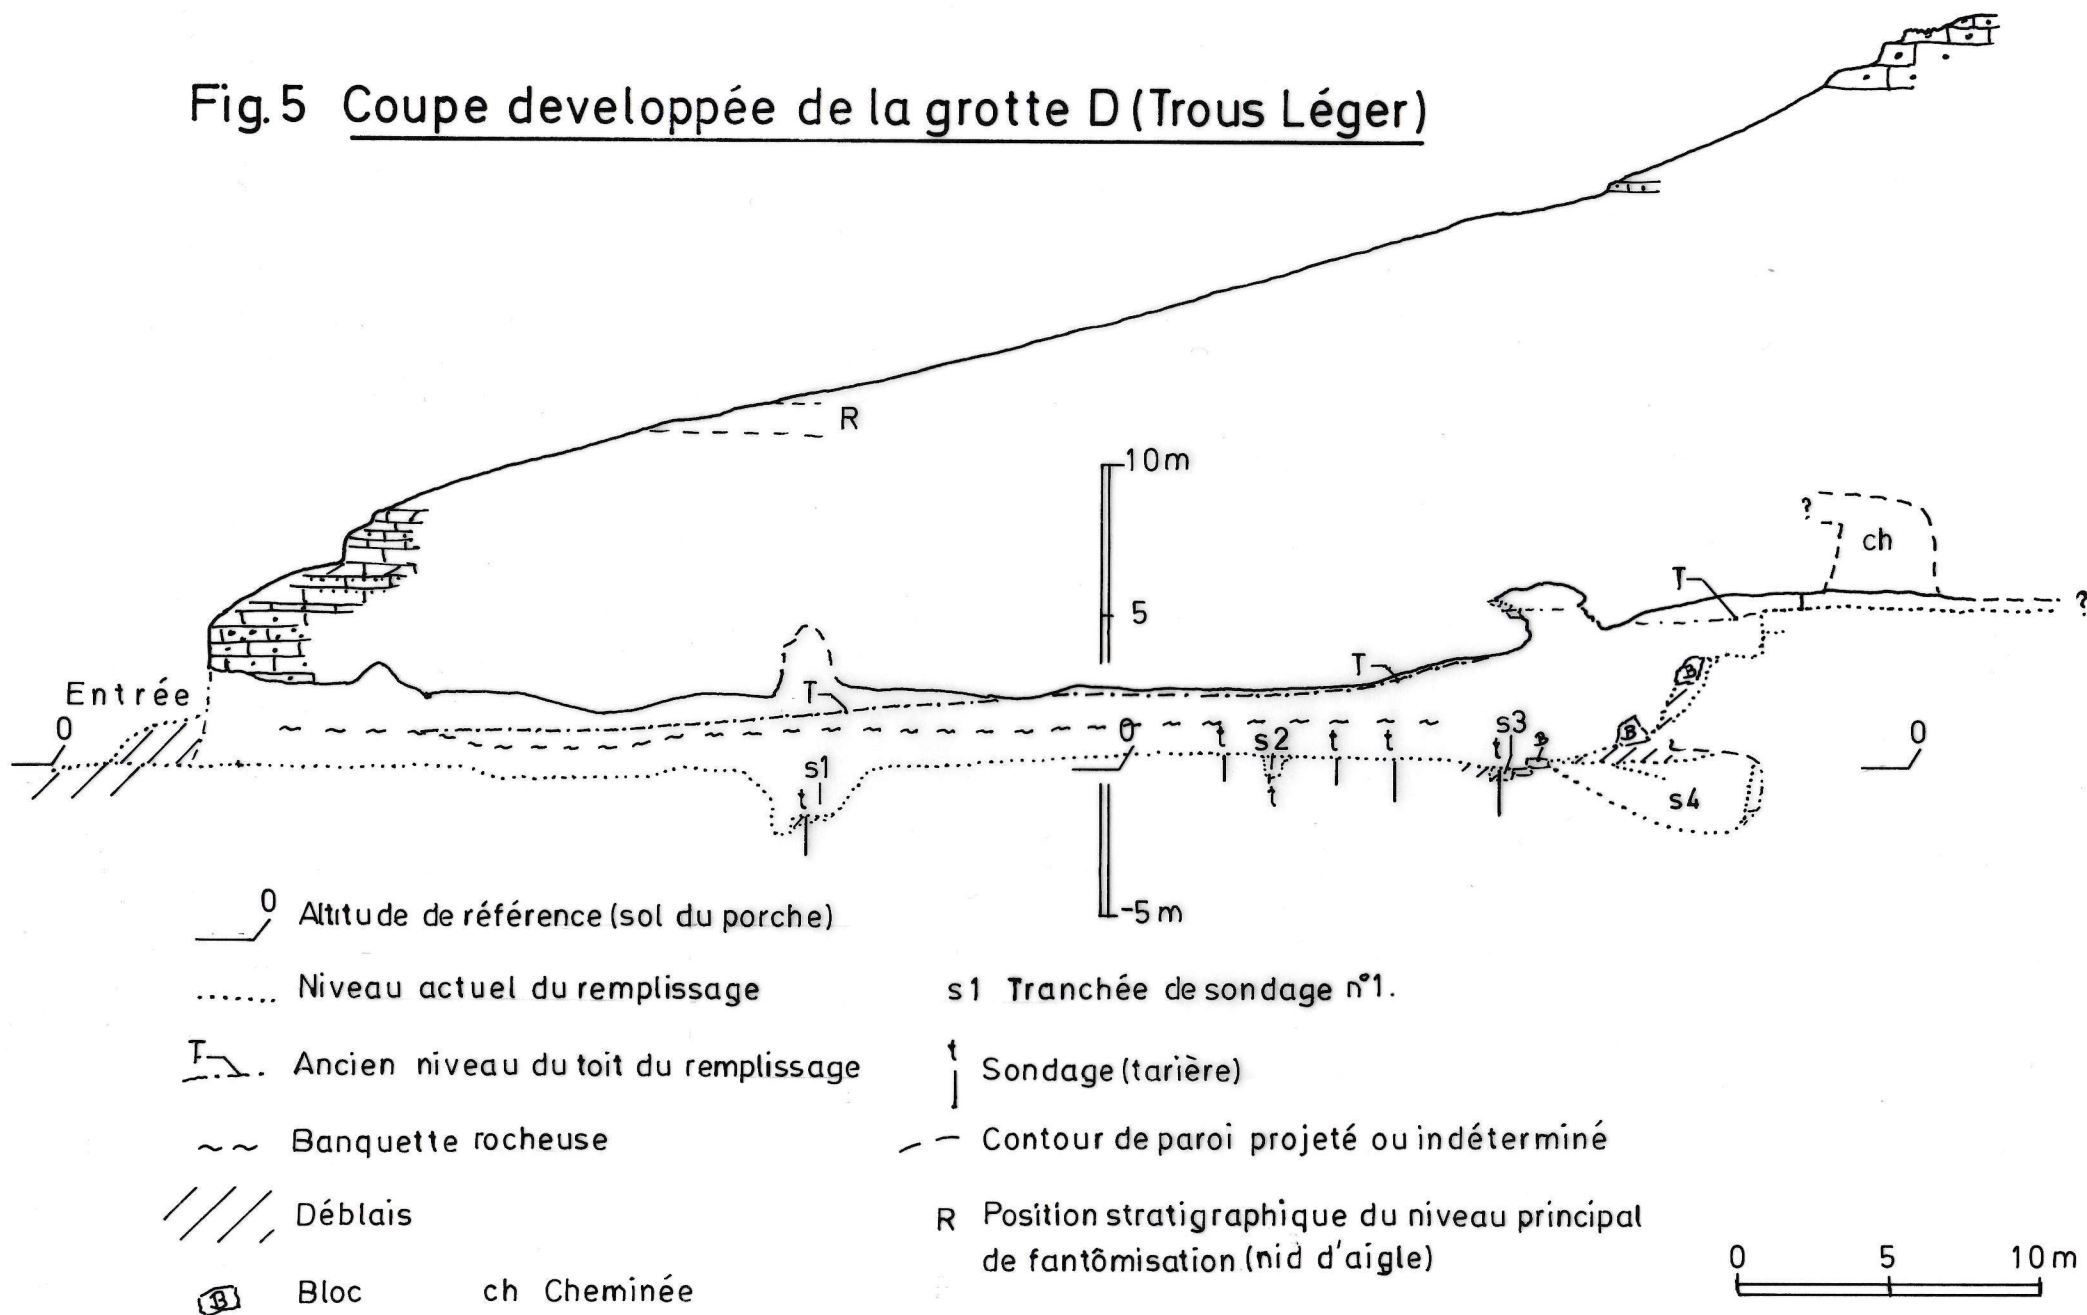 Fig. 5 Coupe developpée de la grotte D (Trous Léger)
R
10m
?
ch
T
5
?
T
Entrée
T
0
0
t
s2
t
t
t
s3
B
B
B
0
s1
t
t
s4
-5m
0 Altitude de référence (sol du porche)
Niveau actuel du remplissage
s1 Tranchée de sondage n°1.
T Ancien niveau du toit du remplissage
t Sondage (tarière)
Banquette rocheuse
Contour de paroi projeté ou indéterminé
Déblais
R Position stratigraphique du niveau principal
de fantômisation (nid d'aigle)
B Bloc
ch Cheminée
0 5 10m